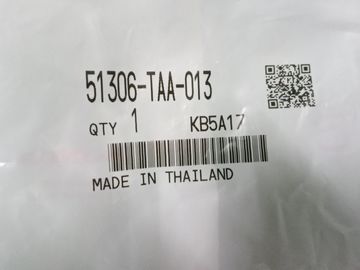 51306-TAA-013
QTY 1 KB5A17
MADE IN THAILAND